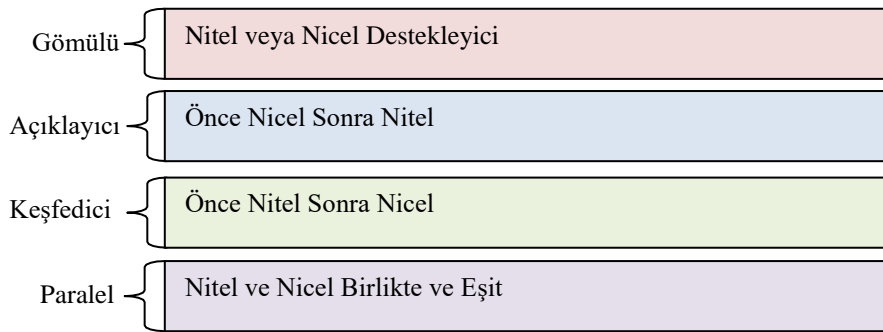 Gömülü
Nitel veya Nicel Destekleyici
Açıklayıcı
Önce Nicel Sonra Nitel
Keşfedici
Önce Nitel Sonra Nicel
Paralel
Nitel ve Nicel Birlikte ve Eşit